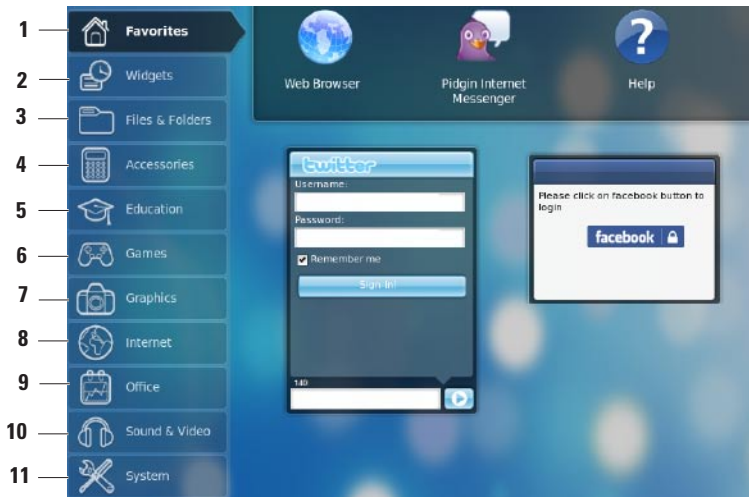 1
Favorites
2
Widgets
3
Files & Folders
4
Accessories
5
Education
6
Games
7
Graphics
8
Internet
9
Office
10
Sound & Video
11
System
Web Browser
Pidgin Internet
Messenger
?
Help
twitter
Username:
Password:
Remember me
Sign-in!
140
Please click on facebook button to
login
facebook